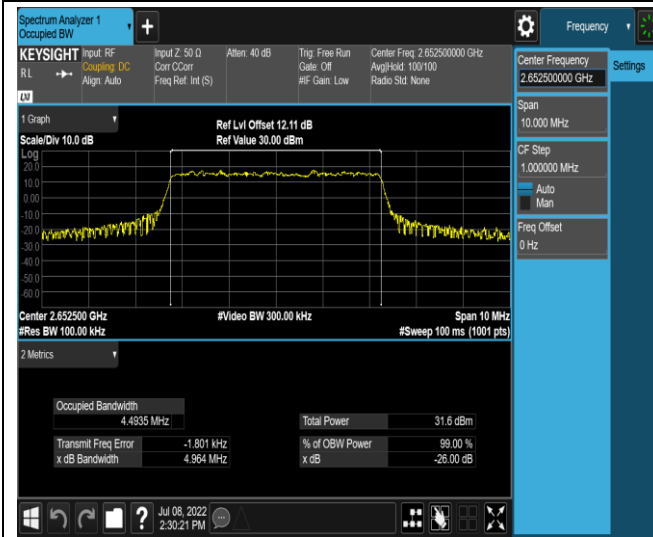 Spectrum Analyzer 1
Occupied BW
+
Frequency
KEYSIGHT
RL
LXI
Input: RF
Coupling: DC
Align: Auto
Input Z: 50 Ω
Corr CCorr
Freq Ref: Int (S)
Atten: 40 dB
Trig: Free Run
Gate: Off
#IF Gain: Low
Center Freq: 2.652500000 GHz
Avg|Hold: 100/100
Radio Std: None
Center Frequency
2.652500000 GHz
Settings
Span
10.000 MHz
CF Step
1.000000 MHz
Auto
Man
Freq Offset
0 Hz
1 Graph
Scale/Div 10.0 dB
Ref Lvl Offset 12.11 dB
Ref Value 30.00 dBm
Log
20.0
10.0
0.00
-10.0
-20.0
-30.0
-40.0
-50.0
-60.0
Center 2.652500 GHz
#Res BW 100.00 kHz
#Video BW 300.00 kHz
Span 10 MHz
#Sweep 100 ms (1001 pts)
2 Metrics
Occupied Bandwidth
4.4935 MHz
Total Power 31.6 dBm
Transmit Freq Error -1.801 kHz
% of OBW Power 99.00 %
x dB Bandwidth 4.964 MHz
x dB -26.00 dB
?
Jul 08, 2022
2:30:21 PM